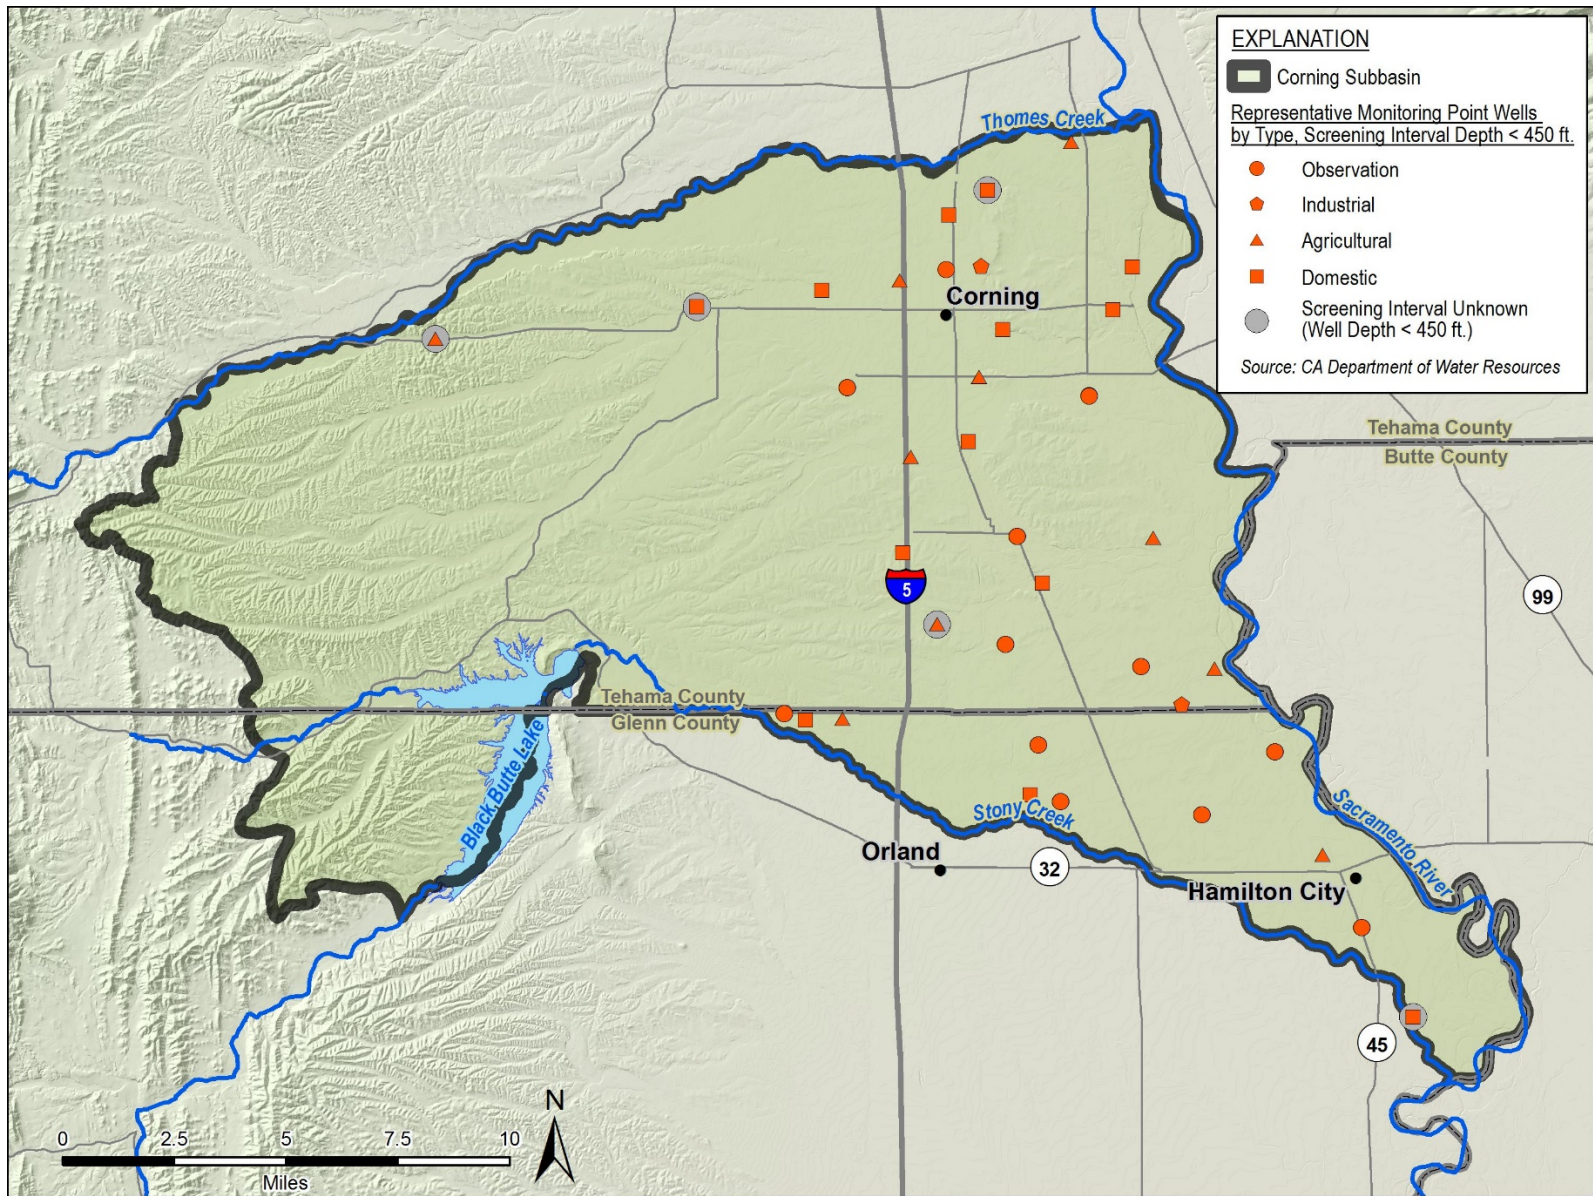 EXPLANATION
Corning Subbasin
Representative Monitoring Point Wells
by Type, Screening Interval Depth < 450 ft.
Observation
Industrial
Agricultural
Domestic
Screening Interval Unknown
(Well Depth < 450 ft.)
Source: CA Department of Water Resources
Thomes Creek
Corning
Tehama County
Butte County
5
99
Tehama County
Glenn County
Black Butte Lake
Stony Creek
Sacramento River
Orland
32
Hamilton City
45
N
0 2.5 5 7.5 10
Miles